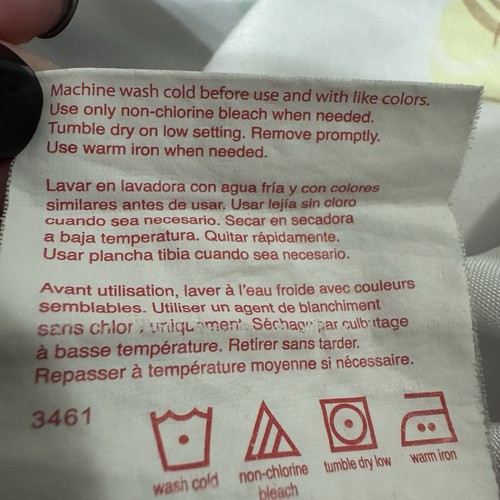 Machine wash cold before use and with like colors.
Use only non-chlorine bleach when needed.
Tumble dry on low setting. Remove promptly.
Use warm iron when needed.
Lavar en lavadora con agua fría y con colores
similares antes de usar. Usar lejía sin cloro
cuando sea necesario. Secar en secadora
a baja temperatura. Quitar rápidamente.
Usar plancha tibia cuando sea necesario.
Avant utilisation, laver à l'eau froide avec couleurs
semblables. Utiliser un agent de blanchiment
sans uniquement. Séchage par
à basse température. Retirer sans tarder.
Repasser à température moyenne si nécessaire.
3461
wash cold
non-chlorine
bleach
tumble dry low
warm iron